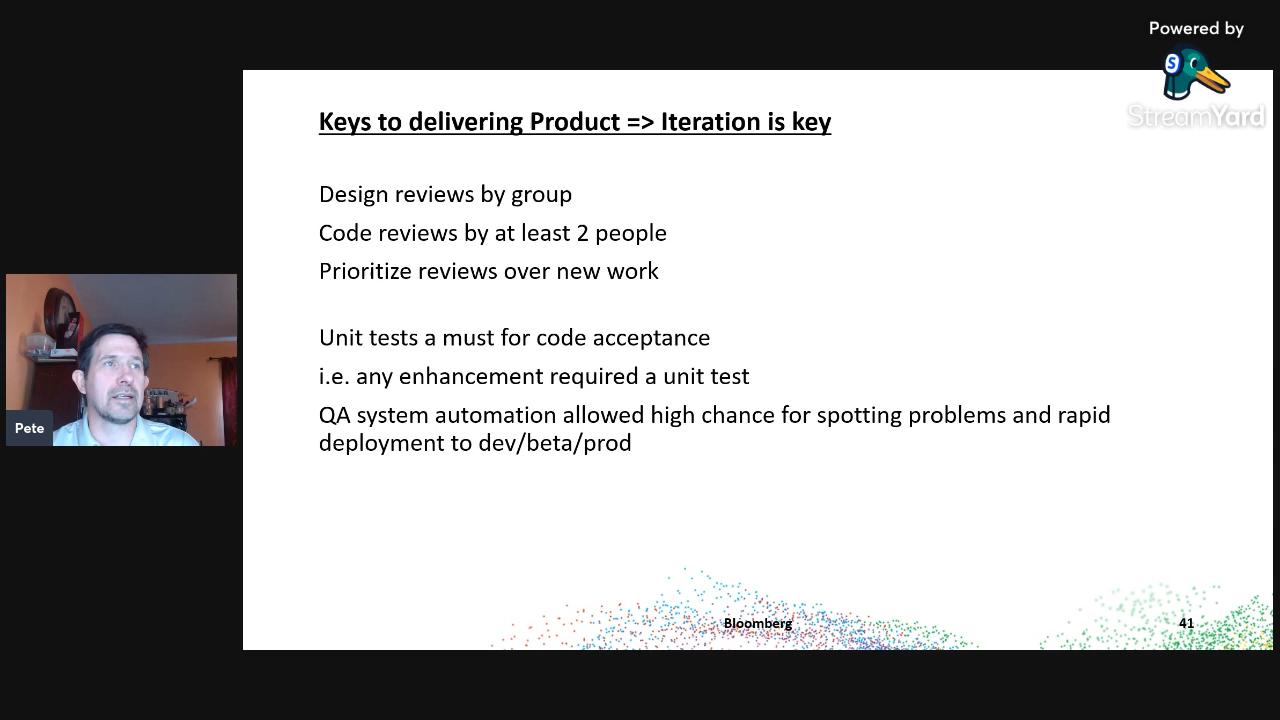 Powered by
StreamYard
Keys to delivering Product => Iteration is key
Design reviews by group
Code reviews by at least 2 people
Prioritize reviews over new work
Unit tests a must for code acceptance
i.e. any enhancement required a unit test
QA system automation allowed high chance for spotting problems and rapid
deployment to dev/beta/prod
Pete
Bloomberg
41